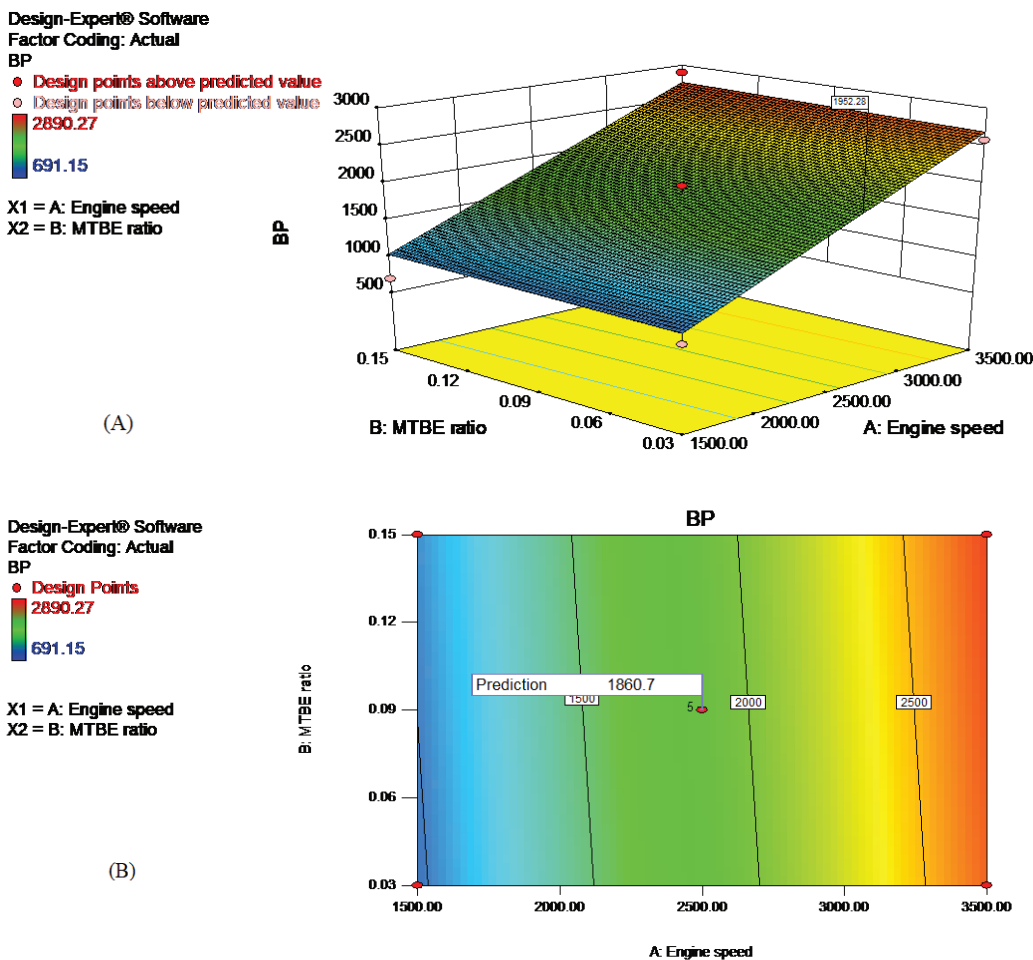 Design-Expert® Software
Factor Coding: Actual
BP
Design points above predicted value
Design points below predicted value
2890.27
691.15
X1 = A: Engine speed
X2 = B: MTBE ratio
3000
2500
2000
1500
1000
500
BP
1952.28
0.15
0.12
0.09
0.06
0.03
B: MTBE ratio
1500.00
2000.00
2500.00
3000.00
3500.00
A: Engine speed
(A)
Design-Expert® Software
Factor Coding: Actual
BP
Design Points
2890.27
691.15
X1 = A: Engine speed
X2 = B: MTBE ratio
(B)
BP
0.15
0.12
0.09
0.06
0.03
B: MTBE ratio
Prediction 1860.7
1500
5
2000
2500
1500.00
2000.00
2500.00
3000.00
3500.00
A: Engine speed